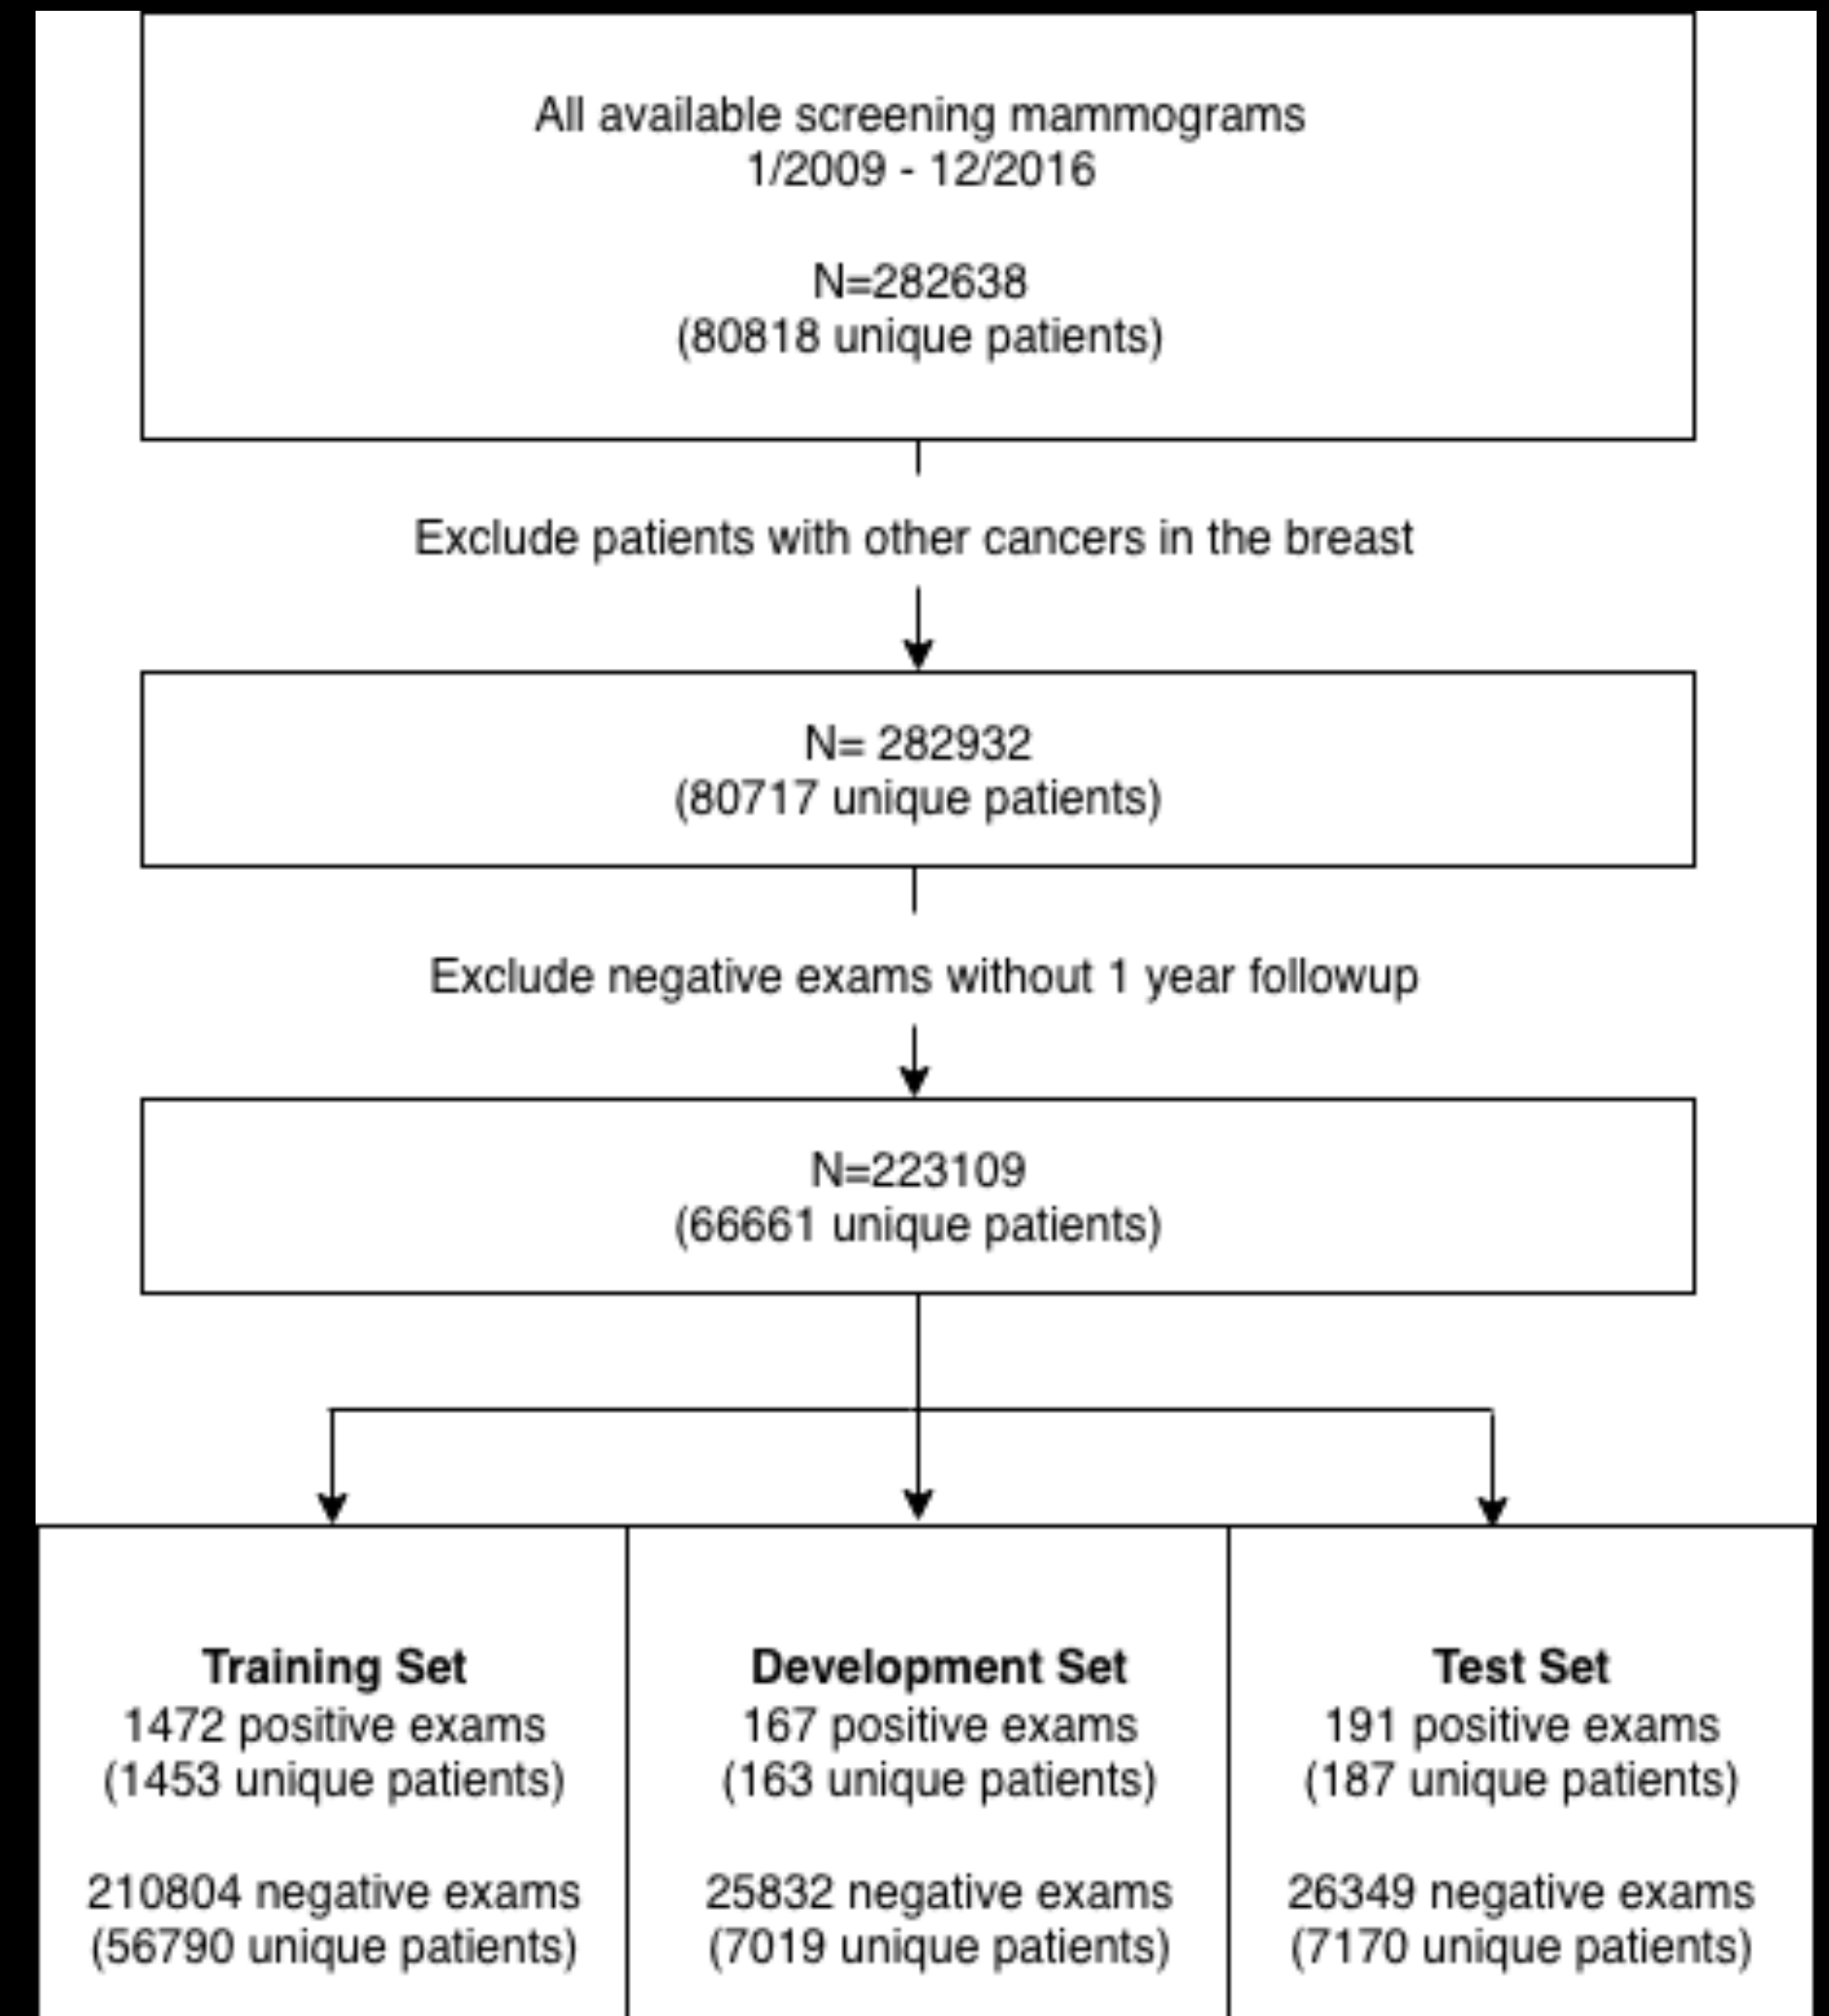 All available screening mammograms
1/2009 - 12/2016
N=282638
(80818 unique patients)
Exclude patients with other cancers in the breast
N= 282932
(80717 unique patients)
Exclude negative exams without 1 year followup
N=223109
(66661 unique patients)
Training Set
1472 positive exams
(1453 unique patients)
210804 negative exams
(56790 unique patients)
Development Set
167 positive exams
(163 unique patients)
25832 negative exams
(7019 unique patients)
Test Set
191 positive exams
(187 unique patients)
26349 negative exams
(7170 unique patients)